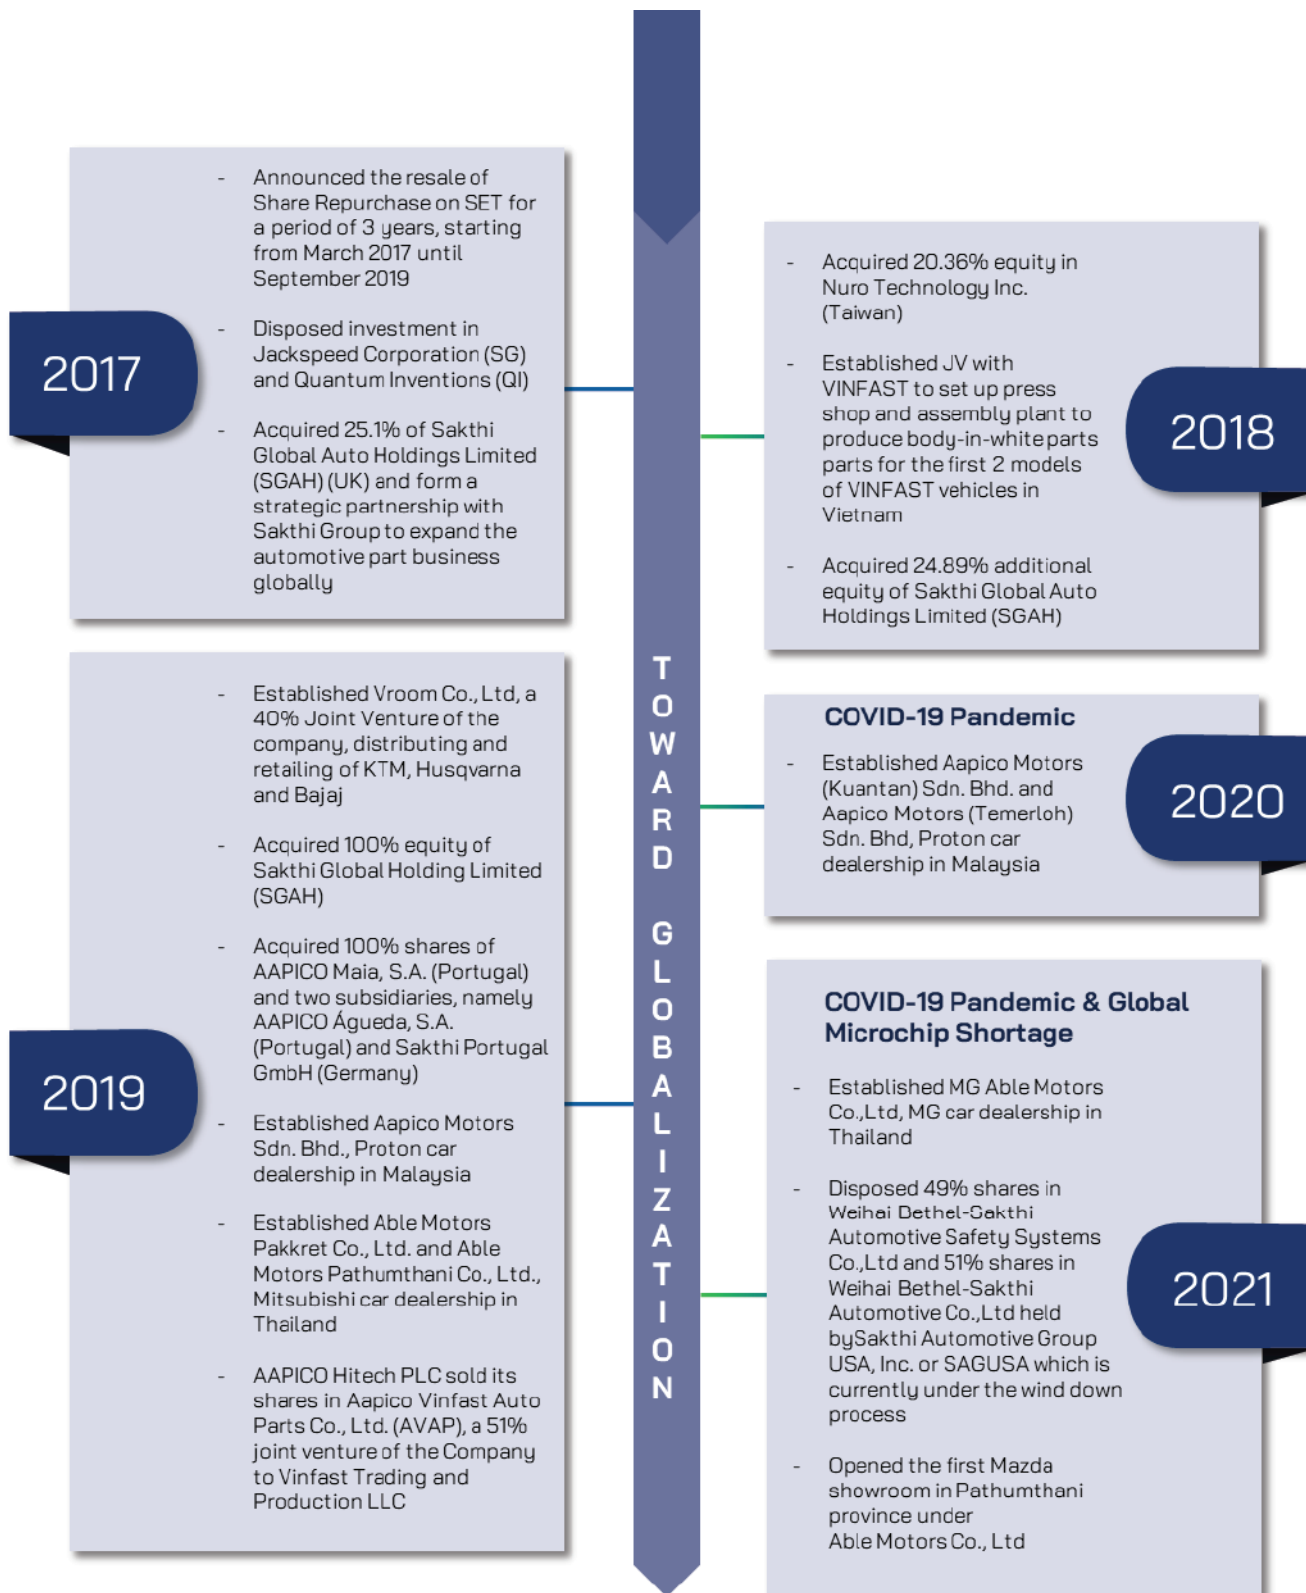 2017
- Announced the resale of
Share Repurchase on SET for
a period of 3 years, starting
from March 2017 until
September 2019
- Disposed investment in
Jackspeed Corporation (SG)
and Quantum Inventions (QI)
- Acquired 25.1% of Sakthi
Global Auto Holdings Limited
(SGAH) (UK) and form a
strategic partnership with
Sakthi Group to expand the
automotive part business
globally
2018
- Acquired 20.36% equity in
Nuro Technology Inc.
(Taiwan)
- Established JV with
VINFAST to set up press
shop and assembly plant to
produce body-in-white parts
parts for the first 2 models
of VINFAST vehicles in
Vietnam
- Acquired 24.89% additional
equity of Sakthi Global Auto
Holdings Limited (SGAH)
TOWARD GLOBALIZATION
2019
- Established Vroom Co., Ltd, a
40% Joint Venture of the
company, distributing and
retailing of KTM, Husqvarna
and Bajaj
- Acquired 100% equity of
Sakthi Global Holding Limited
(SGAH)
- Acquired 100% shares of
AAPICO Maia, S.A. (Portugal)
and two subsidiaries, namely
AAPICO Águeda, S.A.
(Portugal) and Sakthi Portugal
GmbH (Germany)
- Established Aapico Motors
Sdn. Bhd., Proton car
dealership in Malaysia
- Established Able Motors
Pakkret Co., Ltd. and Able
Motors Pathumthani Co., Ltd.,
Mitsubishi car dealership in
Thailand
- AAPICO Hitech PLC sold its
shares in Aapico Vinfast Auto
Parts Co., Ltd. (AVAP), a 51%
joint venture of the Company
to Vinfast Trading and
Production LLC
2020
COVID-19 Pandemic
- Established Aapico Motors
(Kuantan) Sdn. Bhd. and
Aapico Motors (Temerloh)
Sdn. Bhd, Proton car
dealership in Malaysia
2021
COVID-19 Pandemic & Global
Microchip Shortage
- Established MG Able Motors
Co.,Ltd, MG car dealership in
Thailand
- Disposed 49% shares in
Weihai Bethel-Sakthi
Automotive Safety Systems
Co.,Ltd and 51% shares in
Weihai Bethel-Sakthi
Automotive Co.,Ltd held
bySakthi Automotive Group
USA, Inc. or SAGUSA which is
currently under the wind down
process
- Opened the first Mazda
showroom in Pathumthani
province under
Able Motors Co., Ltd